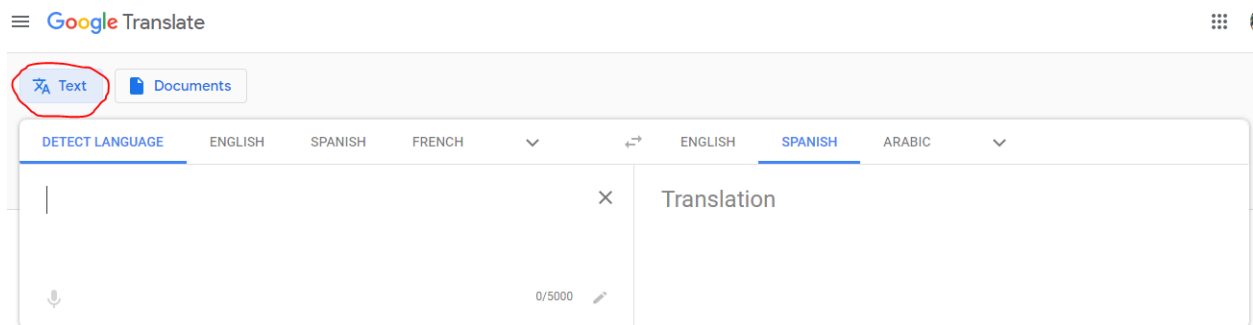 Google Translate
Text Documents
DETECT LANGUAGE ENGLISH SPANISH FRENCH ENGLISH SPANISH ARABIC
Translation
0/5000